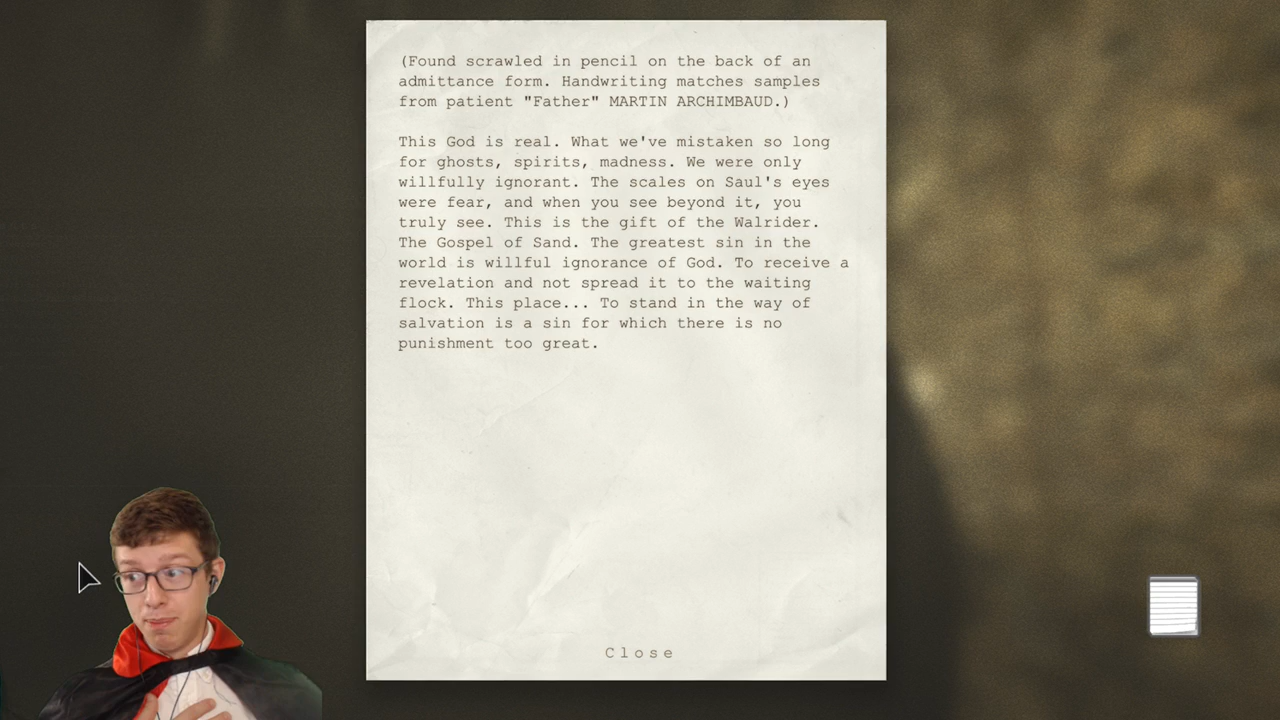 (Found scrawled in pencil on the back of an
admittance form. Handwriting matches samples
from patient "Father" MARTIN ARCHIMBAUD.)
This God is real. What we've mistaken so long
for ghosts, spirits, madness. We were only
willfully ignorant. The scales on Saul's eyes
were fear, and when you see beyond it, you
truly see. This is the gift of the Walrider.
The Gospel of Sand. The greatest sin in the
world is willful ignorance of God. To receive a
revelation and not spread it to the waiting
flock. This place... To stand in the way of
salvation is a sin for which there is no
punishment too great.
Close